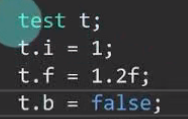 test t;
t.i = 1;
t.f = 1.2f;
t.b = false;